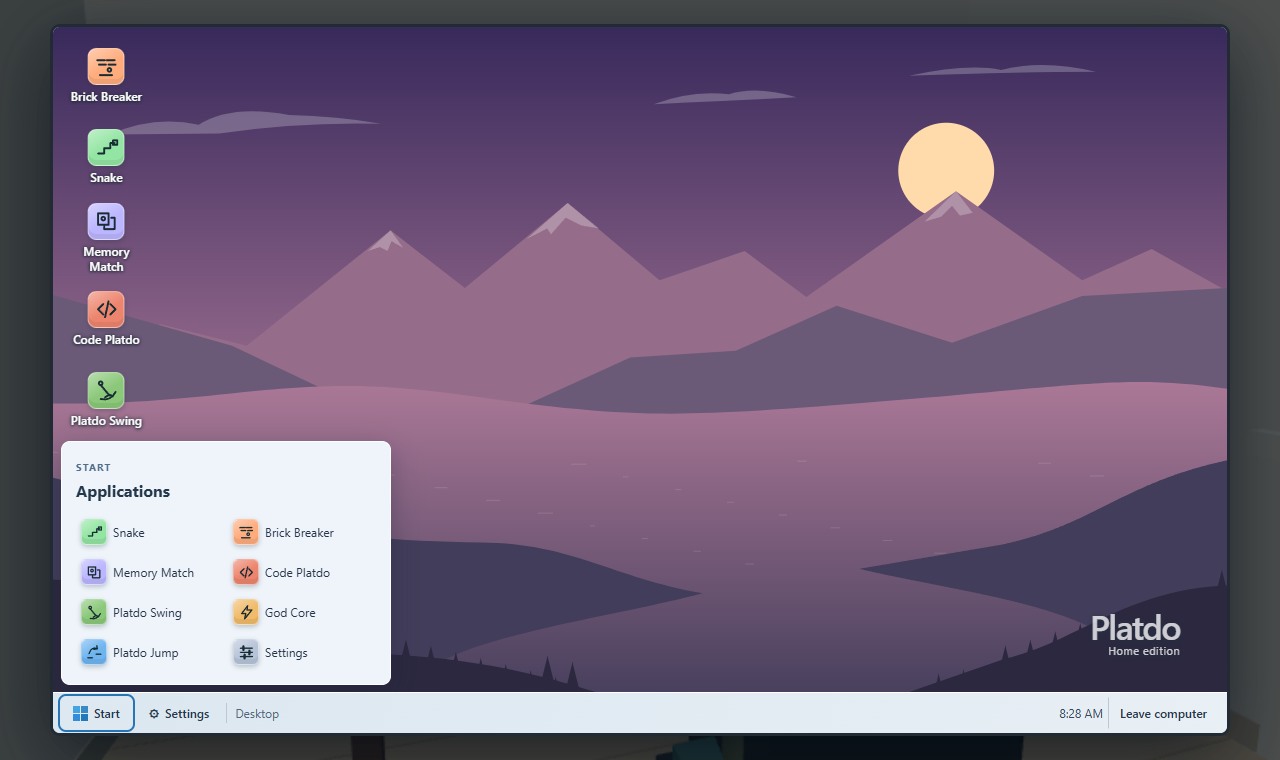 Brick Breaker
Snake
Memory
Match
Code Platdo
Platdo Swing
START
Applications
Snake
Brick Breaker
Memory Match
Code Platdo
Platdo Swing
God Core
Platdo Jump
Settings
Platdo
Home edition
Start
Settings
Desktop
8:28 AM
Leave computer